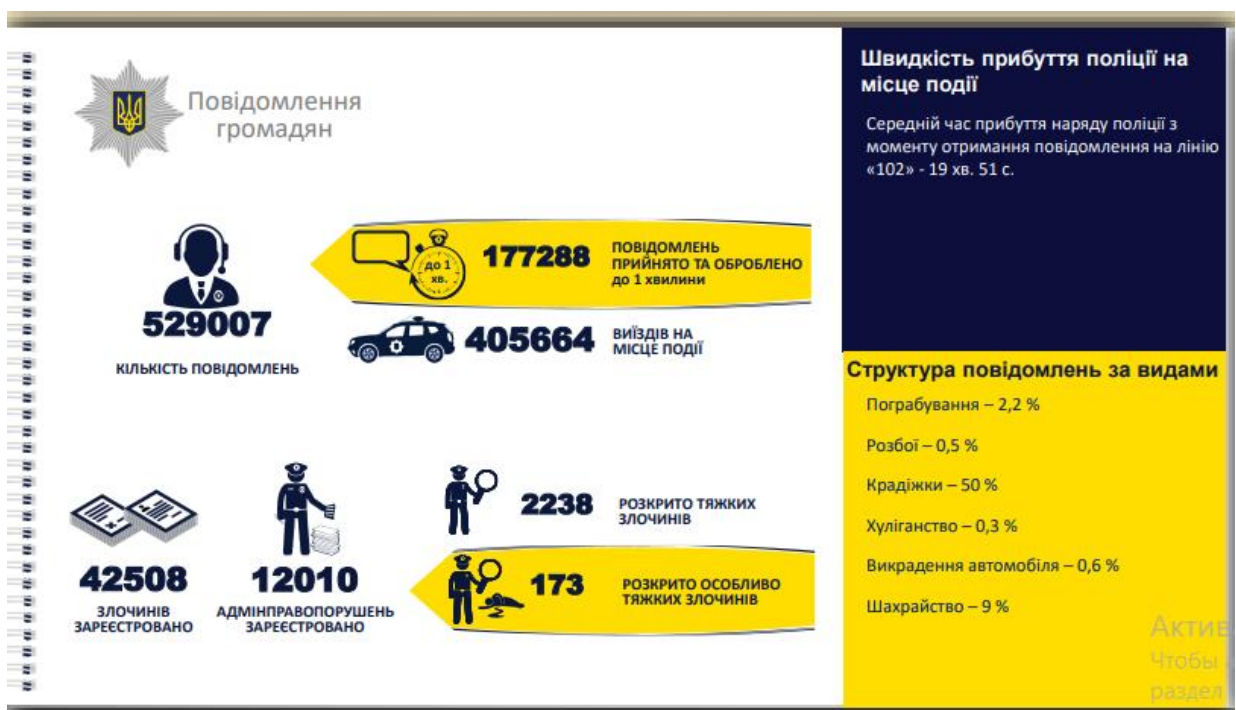 Повідомлення
громадян
до 1
хв.
177288
ПОВІДОМЛЕНЬ
ПРИЙНЯТО ТА ОБРОБЛЕНО
до 1 хвилини
529007
КІЛЬКІСТЬ ПОВІДОМЛЕНЬ
405664
ВИЇЗДІВ НА
МІСЦЕ ПОДІЇ
42508
ЗЛОЧИНІВ
ЗАРЕЄСТРОВАНО
12010
АДМІНПРАВОПОРУШЕНЬ
ЗАРЕЄСТРОВАНО
2238
РОЗКРИТО ТЯЖКИХ
ЗЛОЧИНІВ
173
РОЗКРИТО ОСОБЛИВО
ТЯЖКИХ ЗЛОЧИНІВ
Швидкість прибуття поліції на
місце події
Середній час прибуття наряду поліції з
моменту отримання повідомлення на лінію
«102» - 19 хв. 51 с.
Структура повідомлень за видами
Пограбування – 2,2 %
Розбої – 0,5 %
Крадіжки – 50 %
Хуліганство – 0,3 %
Викрадення автомобіля – 0,6 %
Шахрайство – 9 %
Актив
Чтобы
раздел